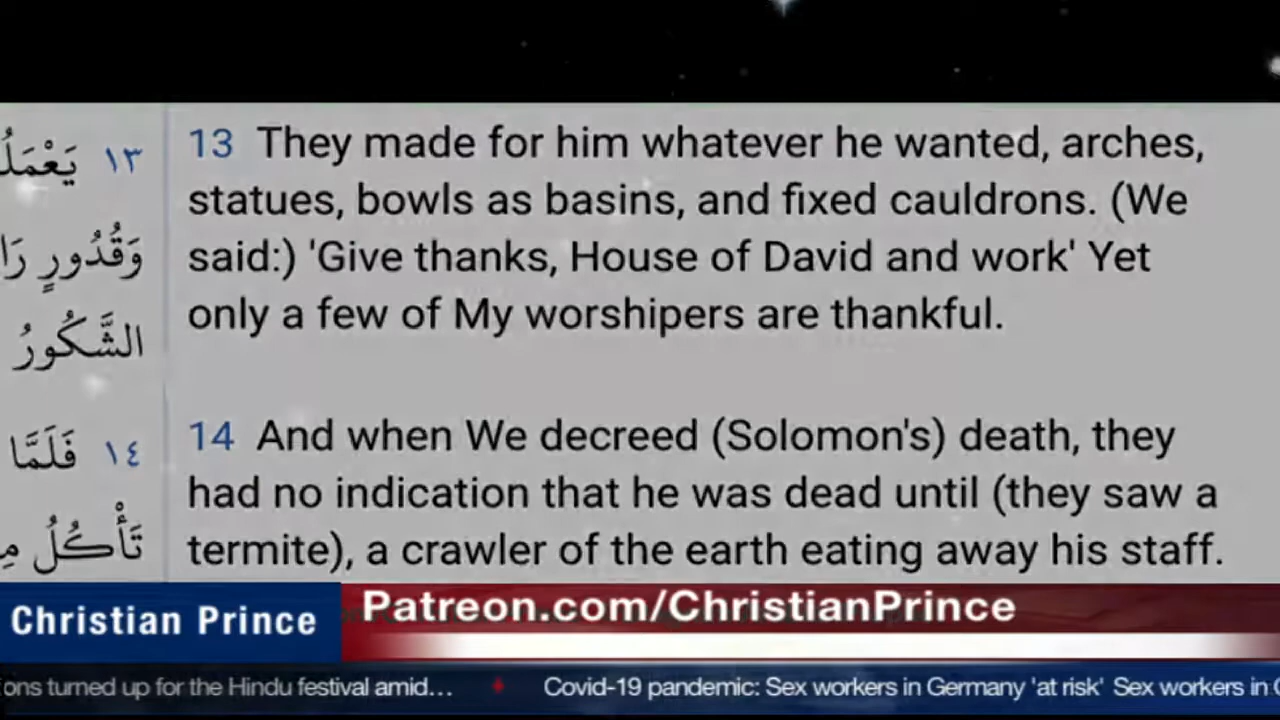 ١٣ يَعْمَلُ
وَقُدُورٍ رَا
الشَّكُورُ
13 They made for him whatever he wanted, arches,
statues, bowls as basins, and fixed cauldrons. (We
said:) 'Give thanks, House of David and work' Yet
only a few of My worshipers are thankful.
١٤ فَلَمَّا
تَأْكُلُ مِ
14 And when We decreed (Solomon's) death, they
had no indication that he was dead until (they saw a
termite), a crawler of the earth eating away his staff.
Christian Prince
Patreon.com/ChristianPrince
ons turned up for the Hindu festival amid... Covid-19 pandemic: Sex workers in Germany 'at risk' Sex workers in